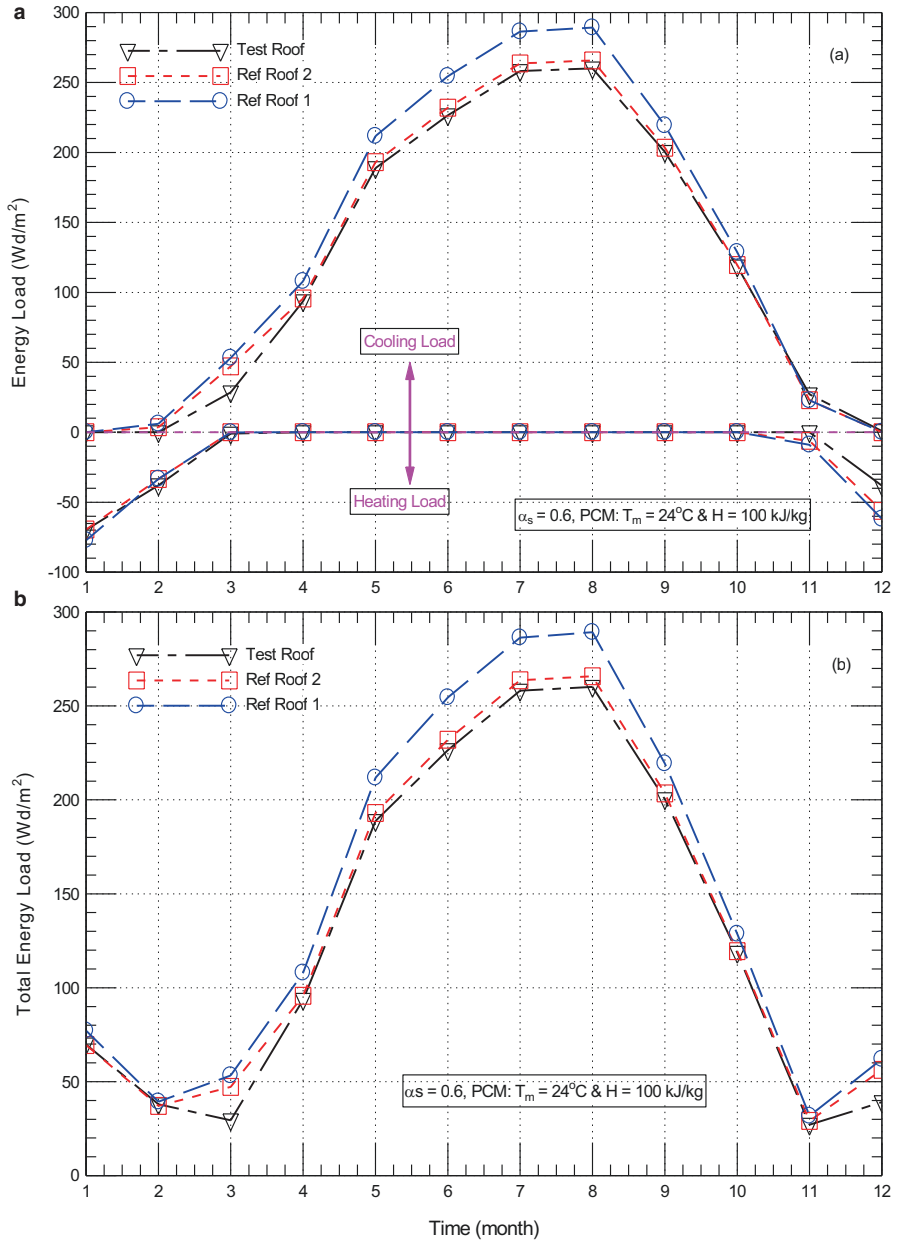 a
300
250
200
150
100
50
0
-50
-100
Energy Load (Wd/m²)
Test Roof
Ref Roof 2
Ref Roof 1
(a)
Cooling Load
Heating Load
αₛ = 0.6, PCM: Tₘ = 24°C & H = 100 kJ/kg
1 2 3 4 5 6 7 8 9 10 11 12
b
300
250
200
150
100
50
0
Total Energy Load (Wd/m²)
Test Roof
Ref Roof 2
Ref Roof 1
(b)
αs = 0.6, PCM: Tₘ = 24°C & H = 100 kJ/kg
1 2 3 4 5 6 7 8 9 10 11 12
Time (month)